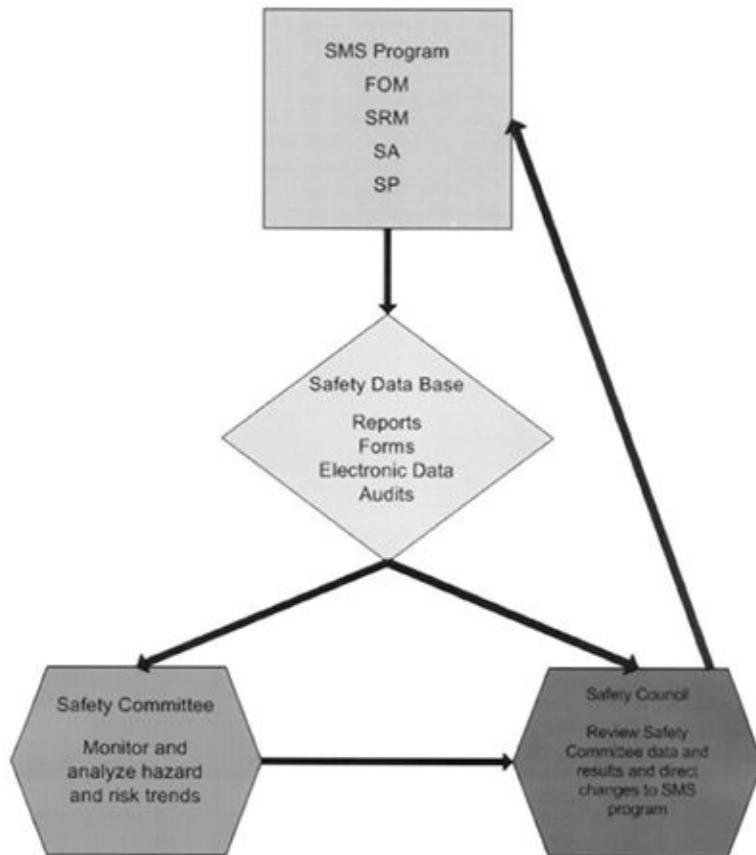 SMS Program
FOM
SRM
SA
SP
Safety Data Base
Reports
Forms
Electronic Data
Audits
Safety Committee
Monitor and
analyze hazard
and risk trends
Safety Council
Review Safety
Committee data and
results and direct
changes to SMS
program